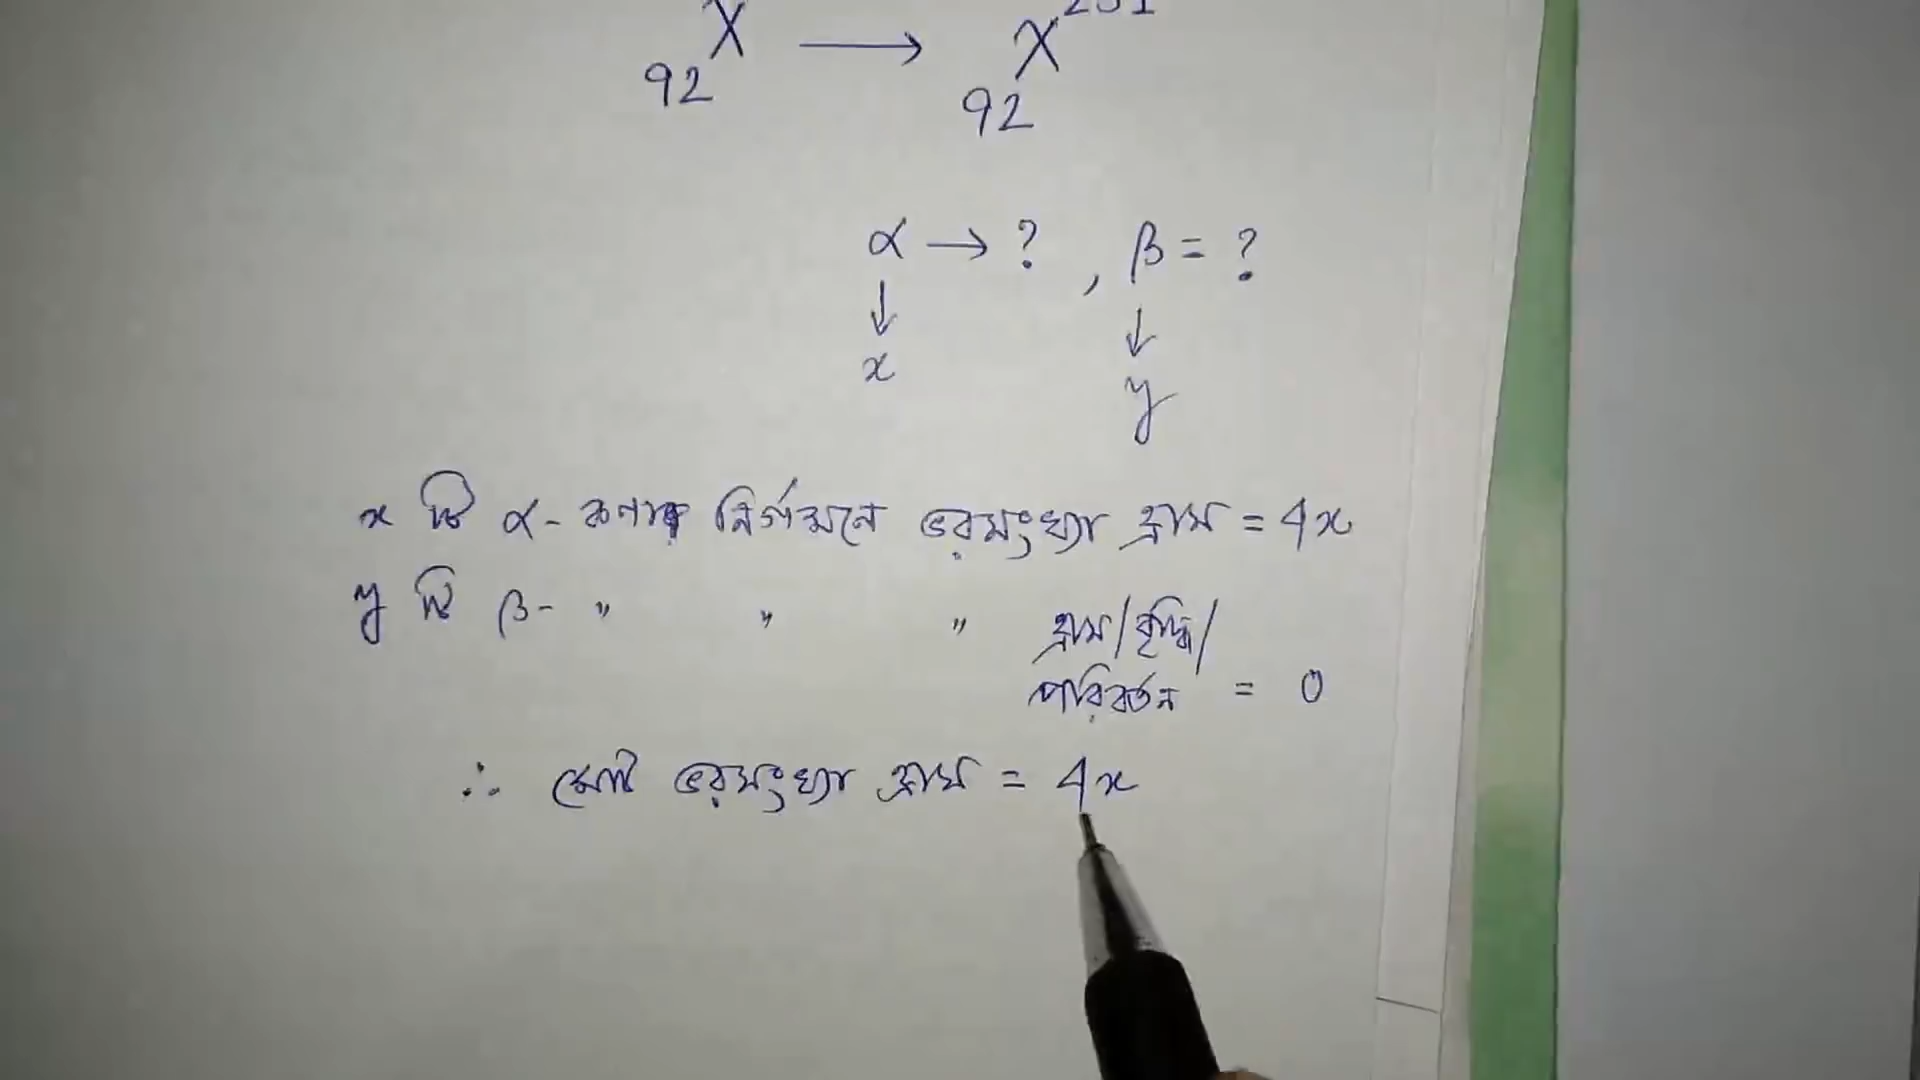 X ⟶ X
92 92
α → ? , β = ?
↓ ↓
x y
x টি α- কণার নির্গমনে ভরসংখ্যা হ্রাস = 4x
y টি β- " " " হ্রাস/বৃদ্ধি/
পরিবর্তন = 0
∴ মোট ভরসংখ্যা হ্রাস = 4x